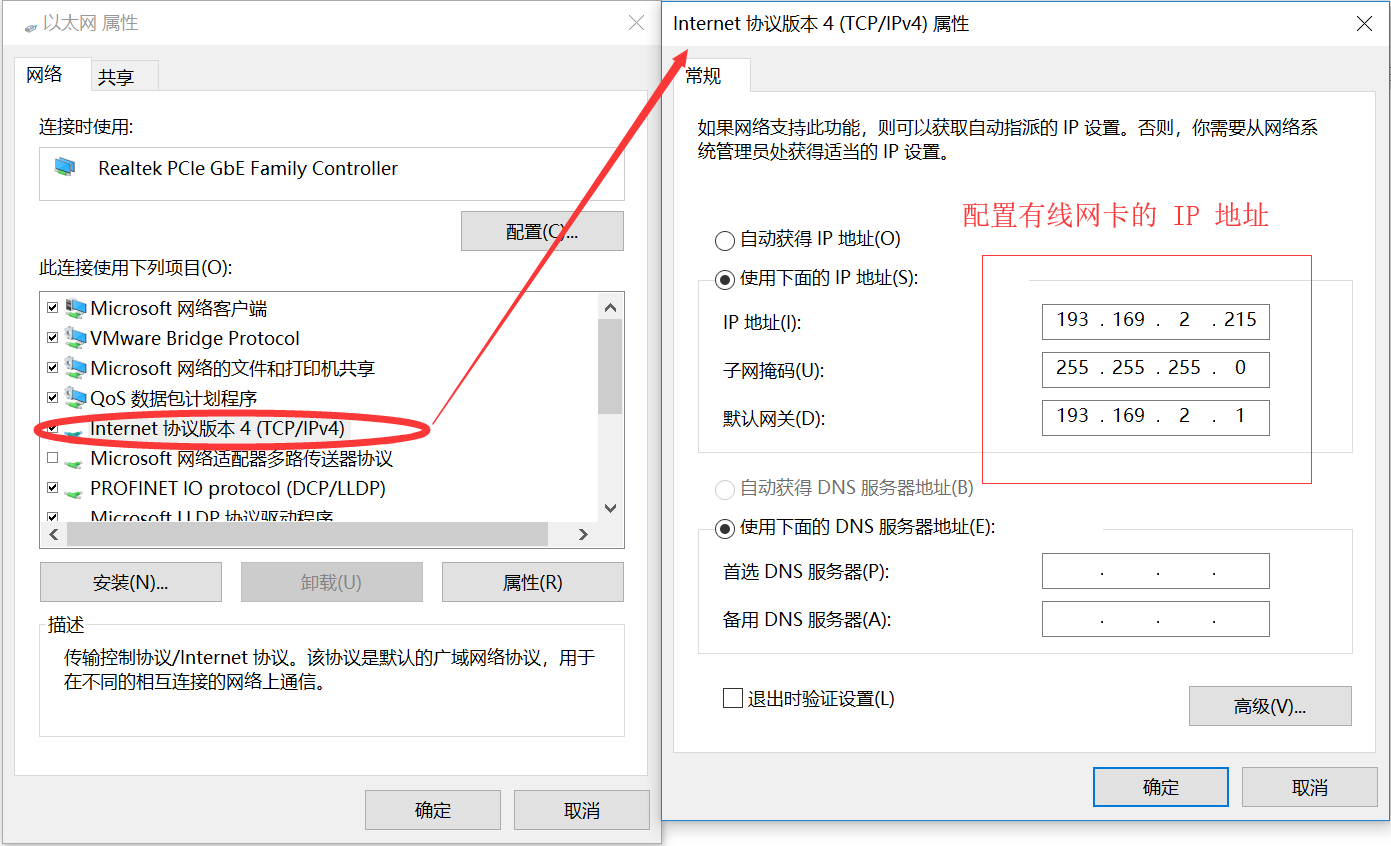 以太网 属性
网络
共享
连接时使用:
Realtek PCIe GbE Family Controller
配置(C)...
此连接使用下列项目(O):
Microsoft 网络客户端
VMware Bridge Protocol
Microsoft 网络的文件和打印机共享
QoS 数据包计划程序
Internet 协议版本 4 (TCP/IPv4)
Microsoft 网络适配器多路传送器协议
PROFINET IO protocol (DCP/LLDP)
Microsoft LLDP 协议驱动程序
安装(N)...
卸载(U)
属性(R)
描述
传输控制协议/Internet 协议。该协议是默认的广域网络协议，用于
在不同的相互连接的网络上通信。
确定
取消
Internet 协议版本 4 (TCP/IPv4) 属性
常规
如果网络支持此功能，则可以获取自动指派的 IP 设置。否则，你需要从网络系
统管理员处获得适当的 IP 设置。
配置有线网卡的 IP 地址
自动获得 IP 地址(O)
使用下面的 IP 地址(S):
IP 地址(I):
193 . 169 . 2 . 215
子网掩码(U):
255 . 255 . 255 . 0
默认网关(D):
193 . 169 . 2 . 1
自动获得 DNS 服务器地址(B)
使用下面的 DNS 服务器地址(E):
首选 DNS 服务器(P):
. . .
备用 DNS 服务器(A):
. . .
退出时验证设置(L)
高级(V)...
确定
取消